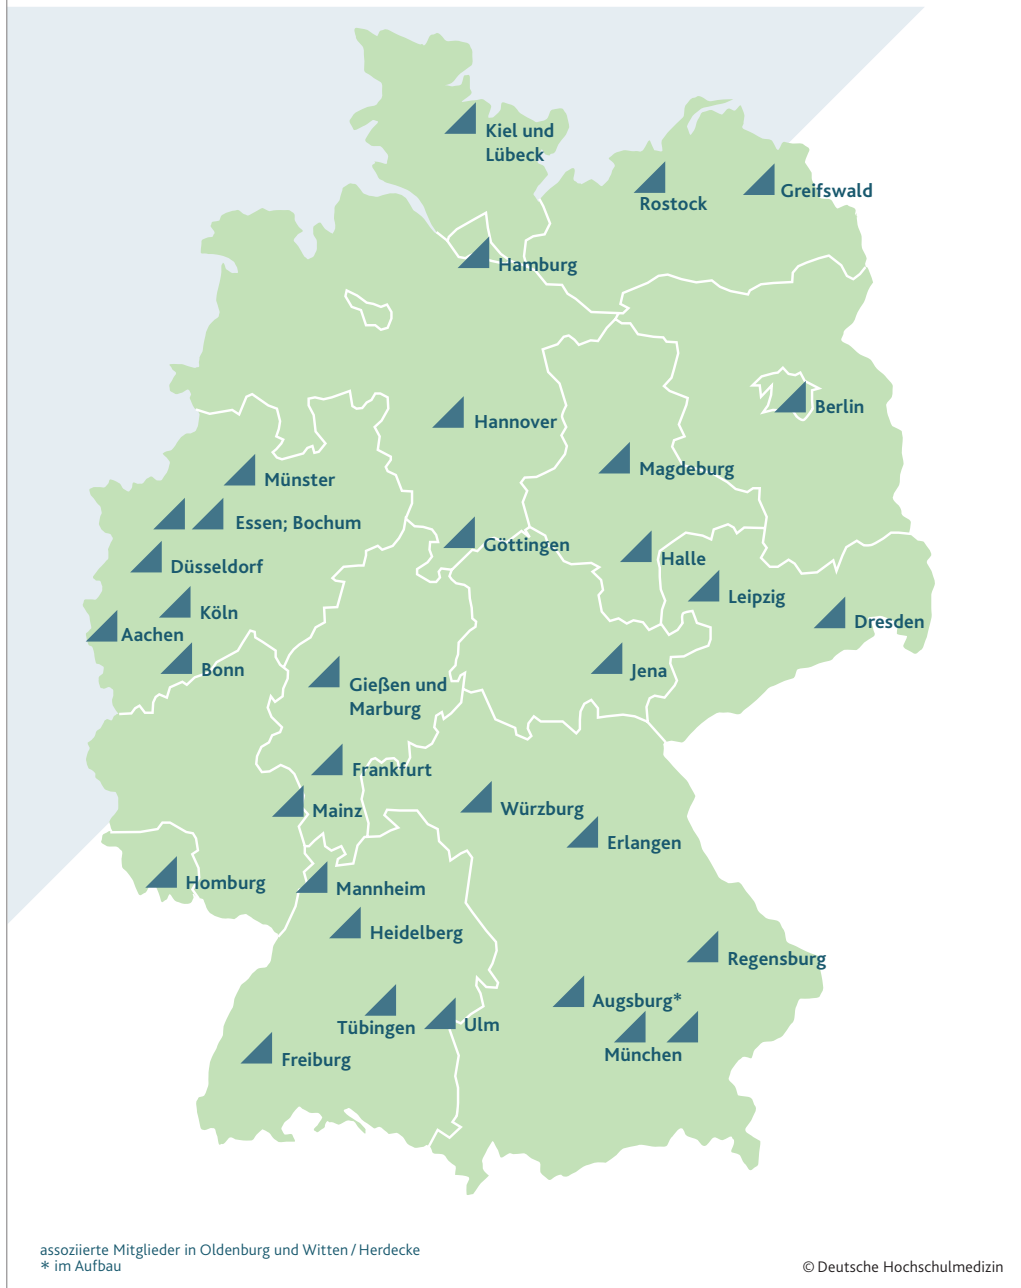 Kiel und
Lübeck
Rostock
Greifswald
Hamburg
Berlin
Hannover
Magdeburg
Münster
Essen; Bochum
Göttingen
Halle
Düsseldorf
Leipzig
Köln
Dresden
Aachen
Bonn
Jena
Gießen und
Marburg
Frankfurt
Mainz
Würzburg
Erlangen
Homburg
Mannheim
Heidelberg
Regensburg
Augsburg*
Tübingen
Ulm
München
Freiburg
assoziierte Mitglieder in Oldenburg und Witten / Herdecke
* im Aufbau
© Deutsche Hochschulmedizin